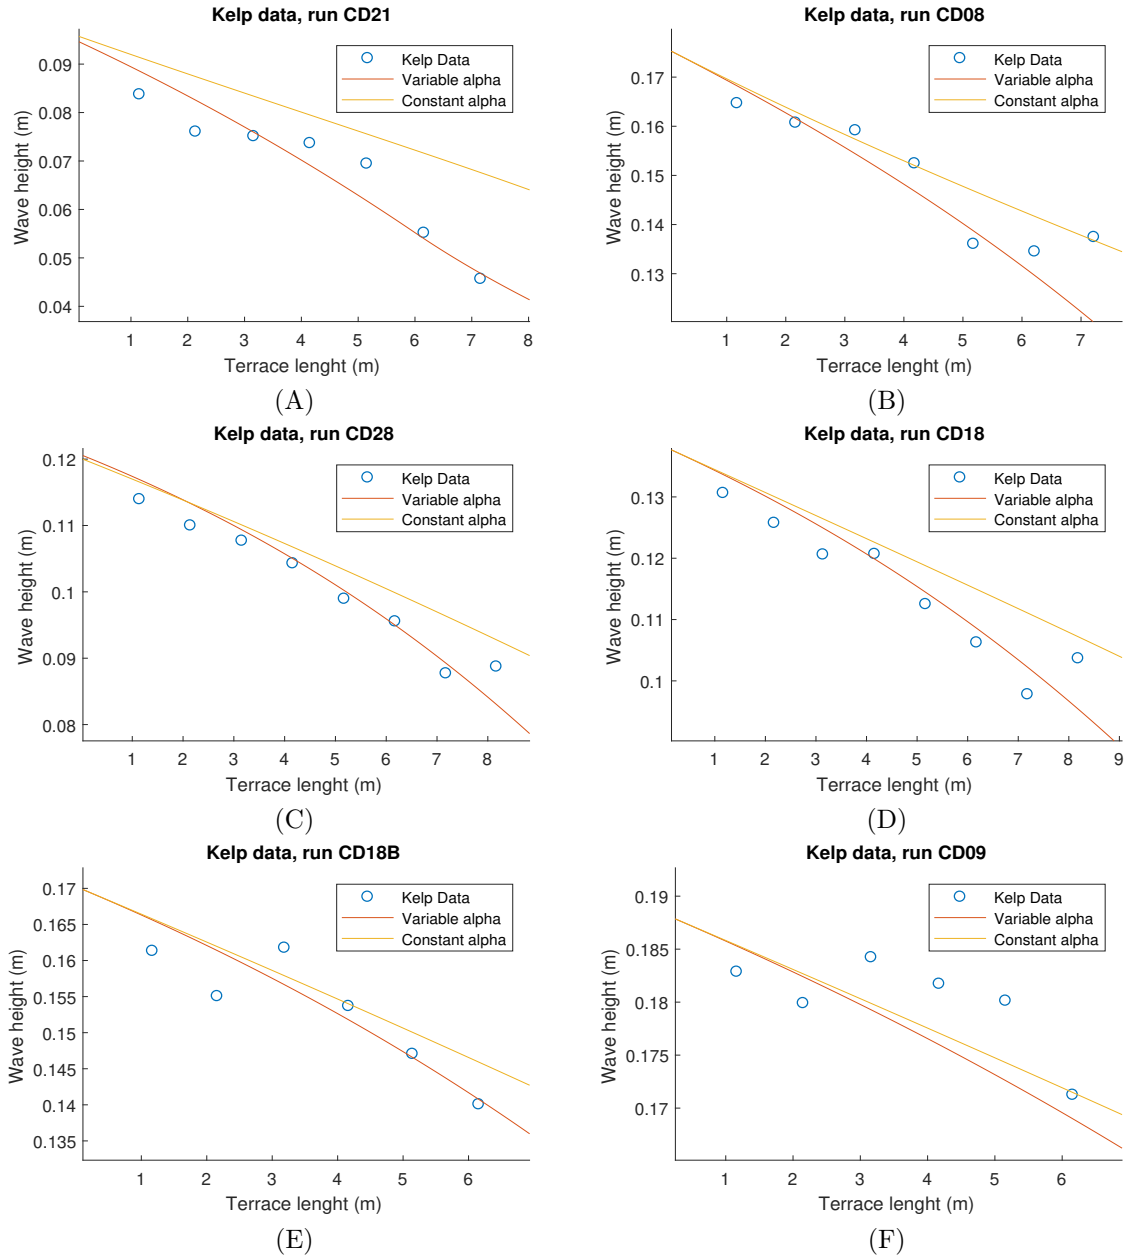 Kelp data, run CD21
Kelp Data
Variable alpha
Constant alpha
Wave height (m)
0.09
0.08
0.07
0.06
0.05
0.04
1 2 3 4 5 6 7 8
Terrace lenght (m)
(A)
Kelp data, run CD08
Kelp Data
Variable alpha
Constant alpha
Wave height (m)
0.17
0.16
0.15
0.14
0.13
1 2 3 4 5 6 7
Terrace lenght (m)
(B)
Kelp data, run CD28
Kelp Data
Variable alpha
Constant alpha
Wave height (m)
0.12
0.11
0.1
0.09
0.08
1 2 3 4 5 6 7 8
Terrace lenght (m)
(C)
Kelp data, run CD18
Kelp Data
Variable alpha
Constant alpha
Wave height (m)
0.13
0.12
0.11
0.1
1 2 3 4 5 6 7 8 9
Terrace lenght (m)
(D)
Kelp data, run CD18B
Kelp Data
Variable alpha
Constant alpha
Wave height (m)
0.17
0.165
0.16
0.155
0.15
0.145
0.14
0.135
1 2 3 4 5 6
Terrace lenght (m)
(E)
Kelp data, run CD09
Kelp Data
Variable alpha
Constant alpha
Wave height (m)
0.19
0.185
0.18
0.175
0.17
1 2 3 4 5 6
Terrace lenght (m)
(F)